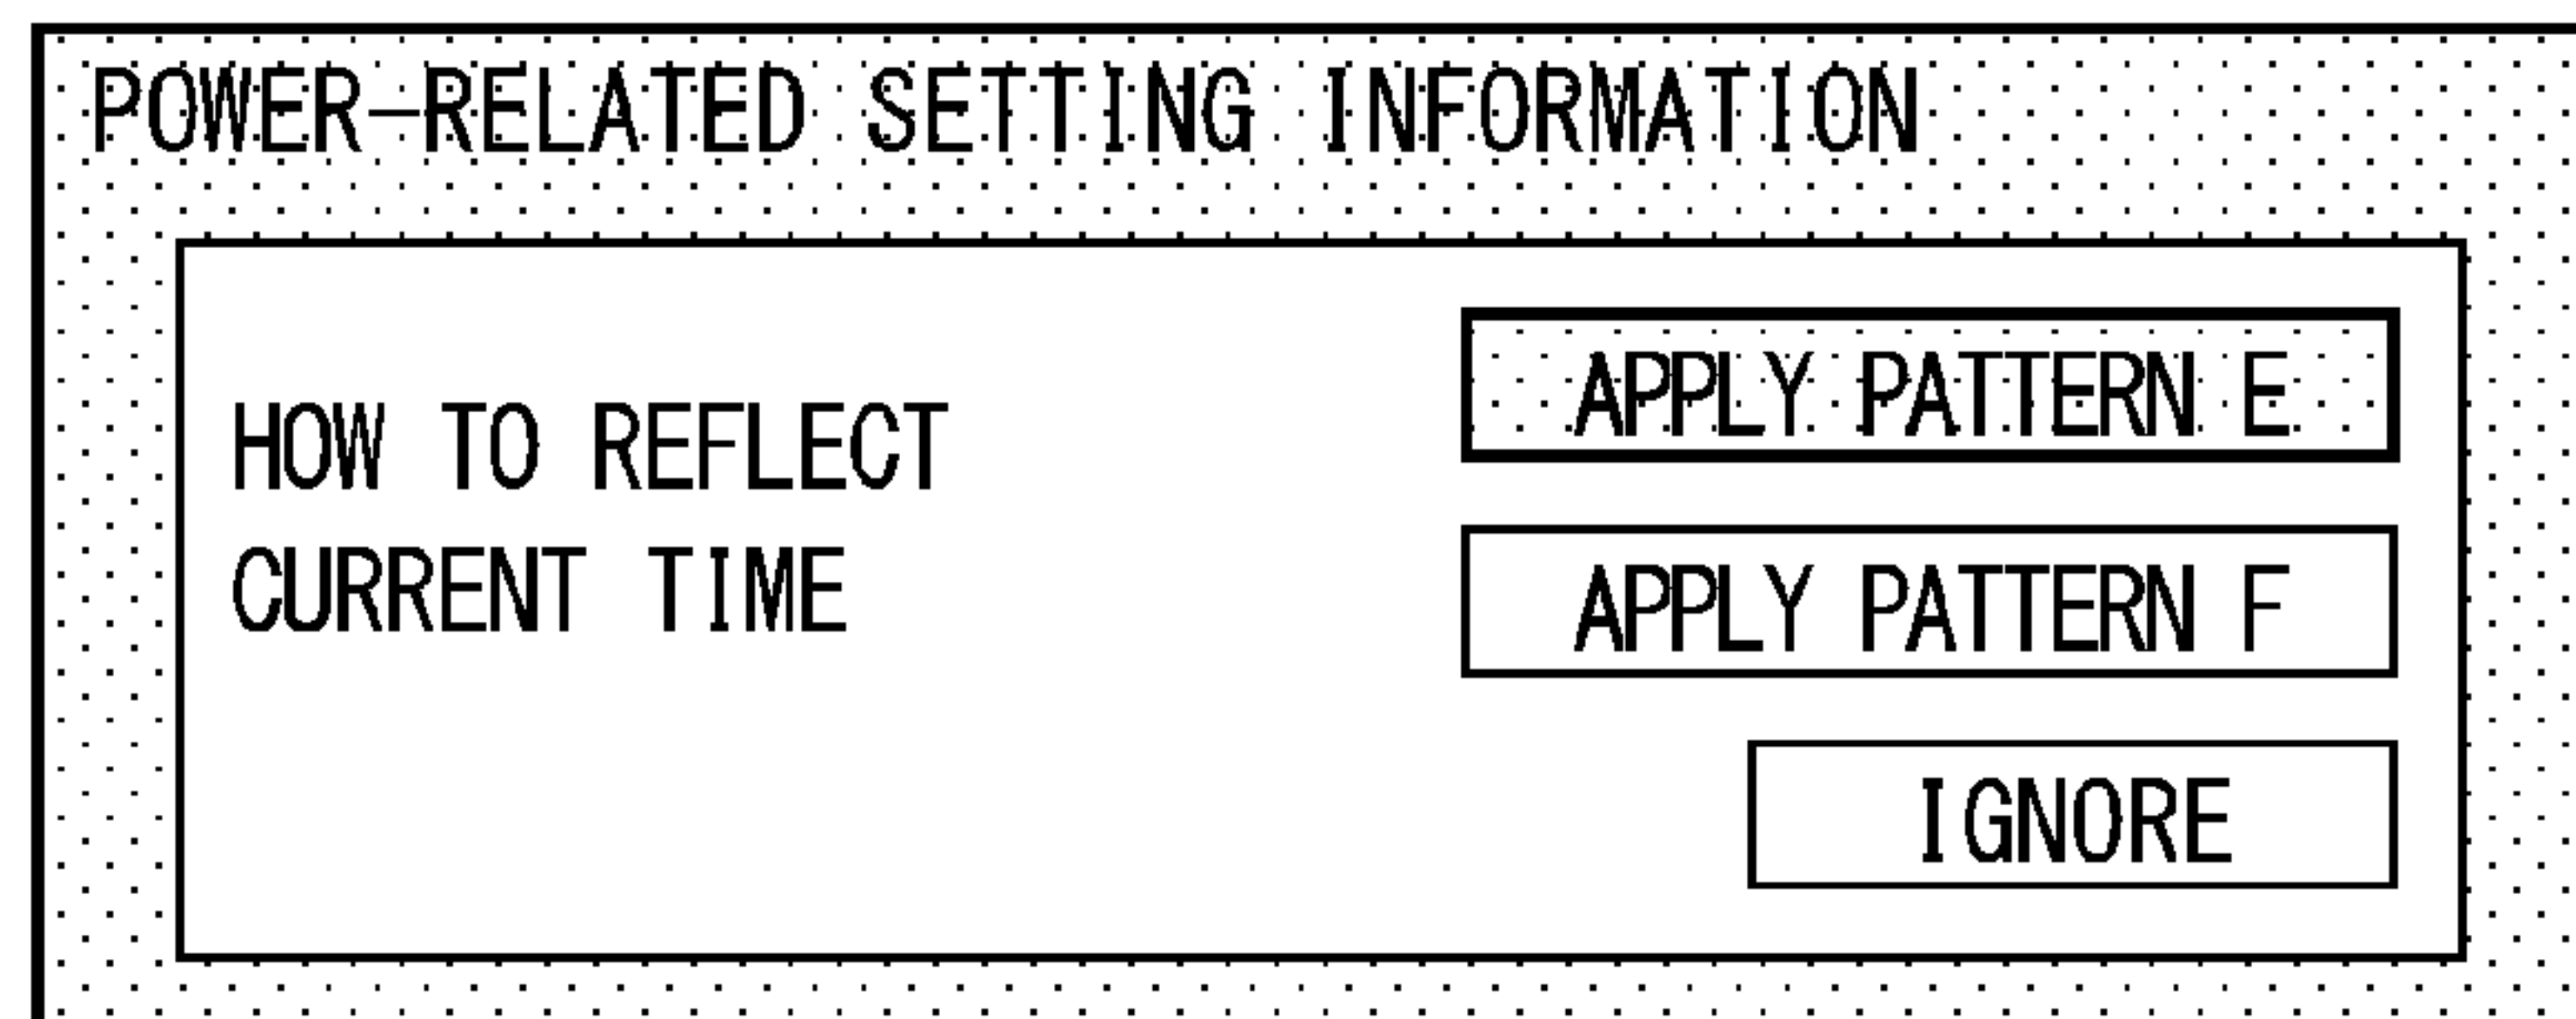 POWER-RELATED SETTING INFORMATION
HOW TO REFLECT
CURRENT TIME
APPLY PATTERN E
APPLY PATTERN F
IGNORE